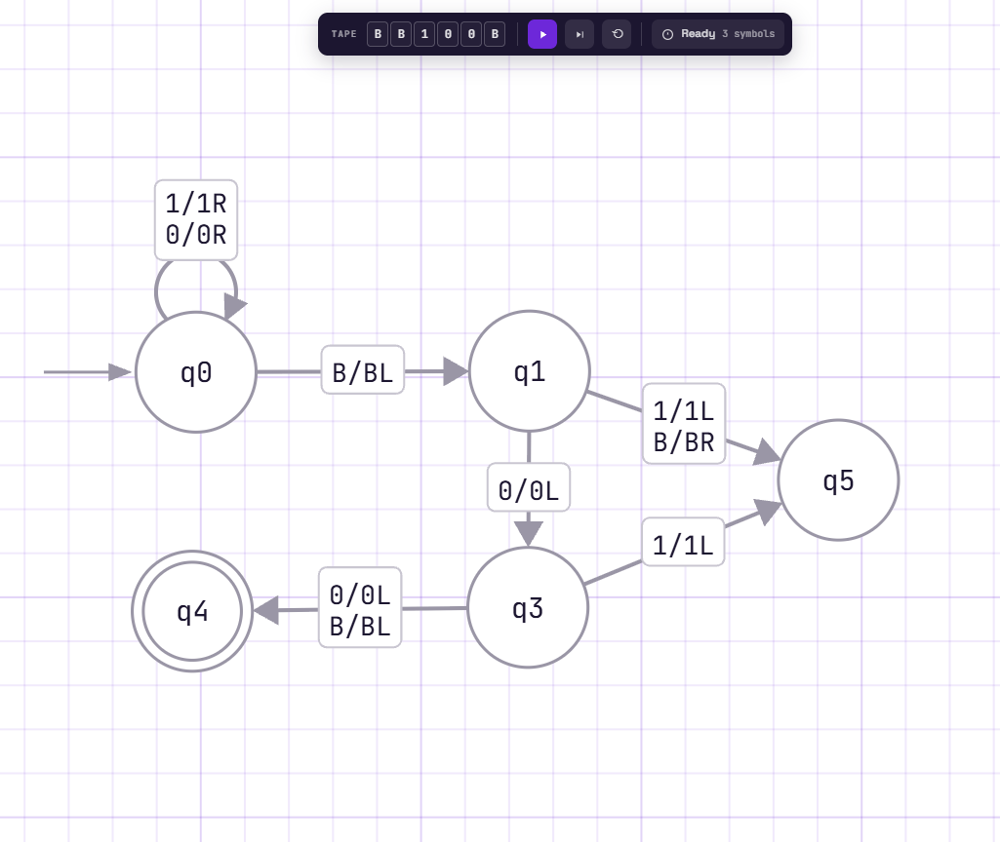 TAPE B B 1 0 0 B Ready 3 symbols
1/1R
0/0R
q0
B/BL
q1
1/1L
B/BR
q5
0/0L
1/1L
q4
0/0L
B/BL
q3